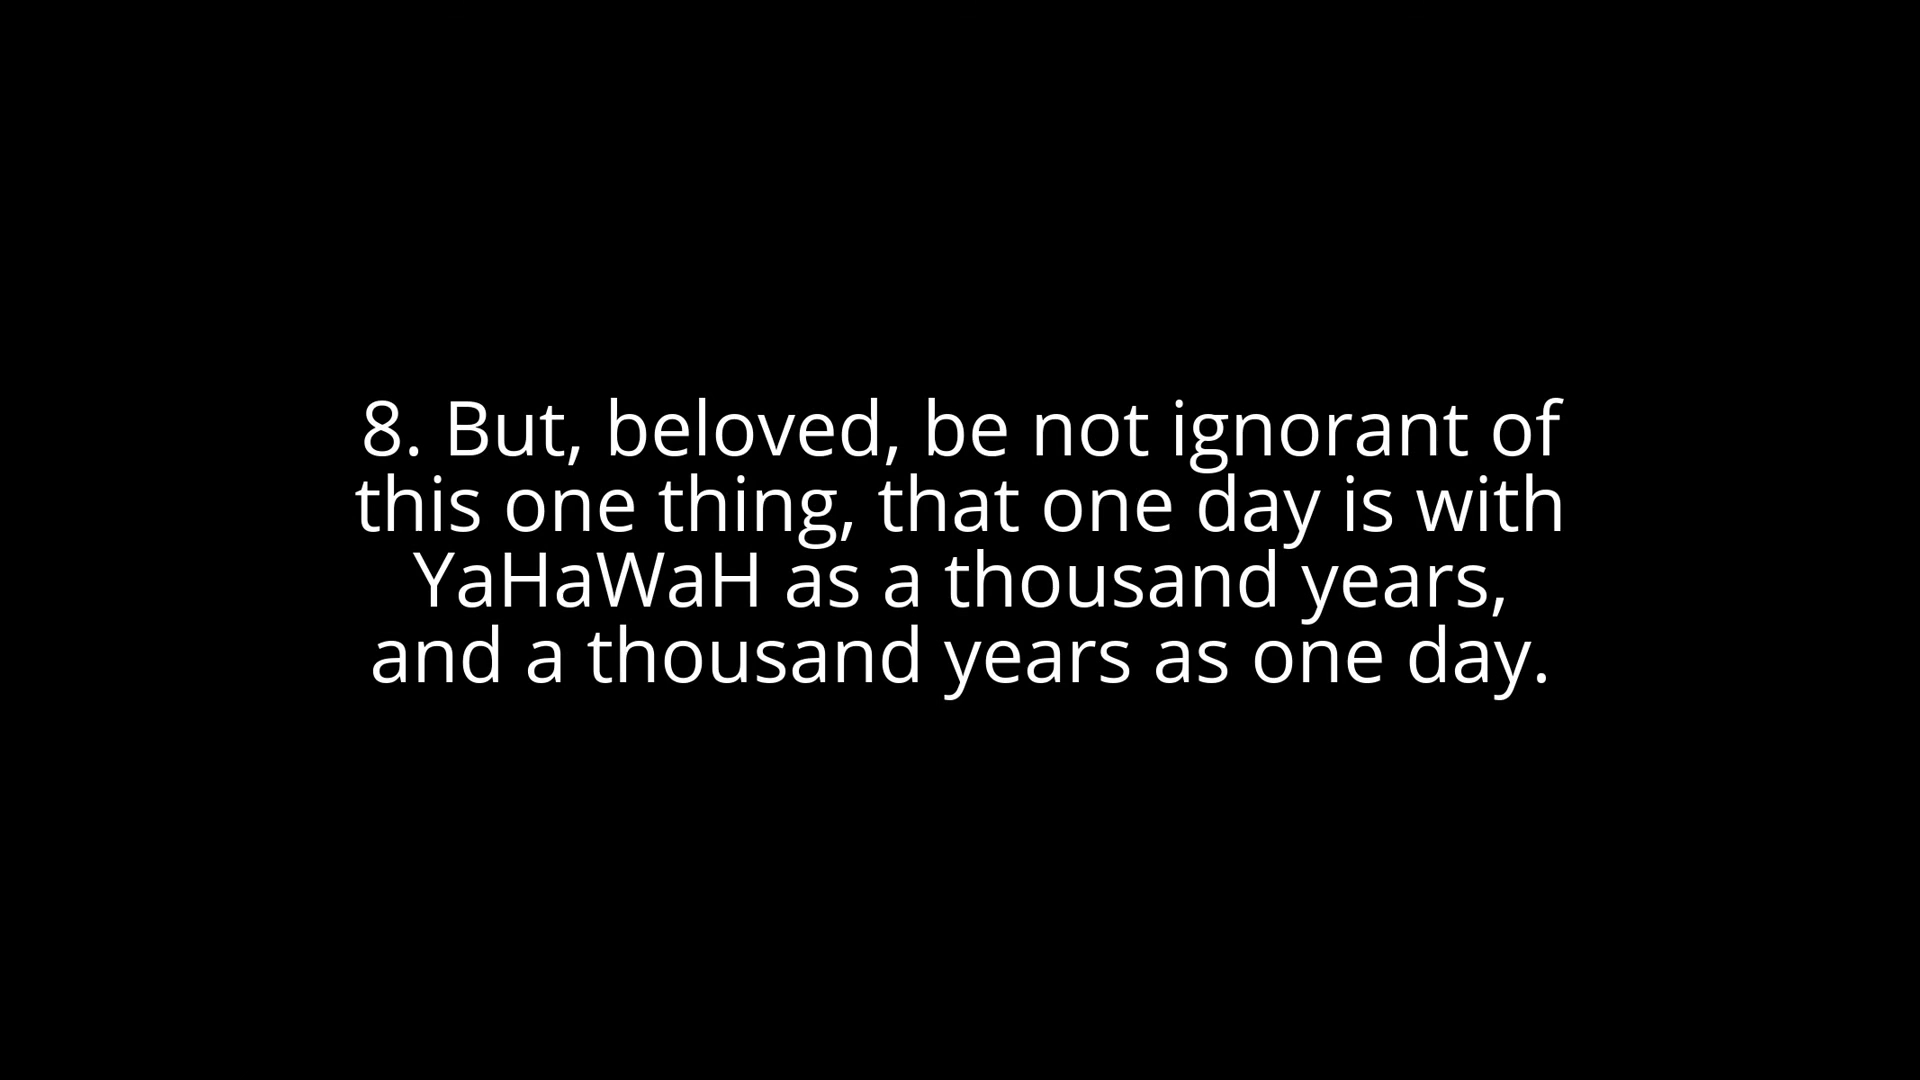 8. But, beloved, be not ignorant of
this one thing, that one day is with
YaHaWaH as a thousand years,
and a thousand years as one day.